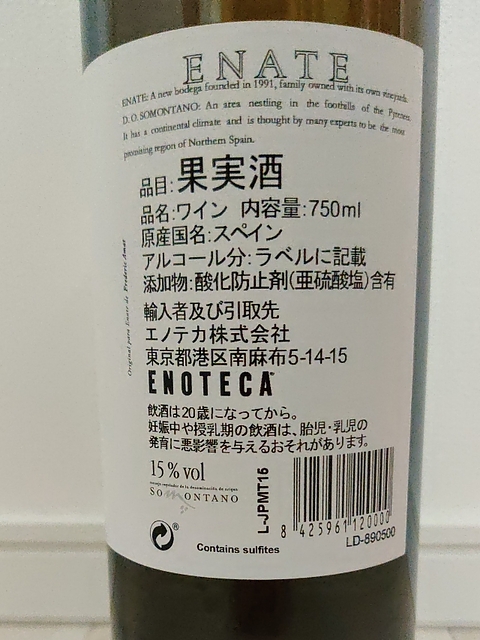 ENATE
ENATE: A new bodega founded in 1991, family owned with its own vineyards.
D. O. SOMONTANO: An area nestling in the foothills of the Pyrenees.
It has a continental climate and is thought by many experts to be the most
promising region of Northern Spain.
品目:果実酒
品名:ワイン 内容量:750ml
原産国名:スペイン
アルコール分:ラベルに記載
添加物:酸化防止剤(亜硫酸塩)含有
輸入者及び引取先
エノテカ株式会社
東京都港区南麻布5-14-15
ENOTECA
飲酒は20歳になってから。
妊娠中や授乳期の飲酒は、胎児・乳児の
発育に悪影響を与えるおそれがあります。
15% vol
SOMONTANO
L-JPMT15
8 425961 120000
LD-890500
Contains sulfites
Original para Enate de Frederic Amat